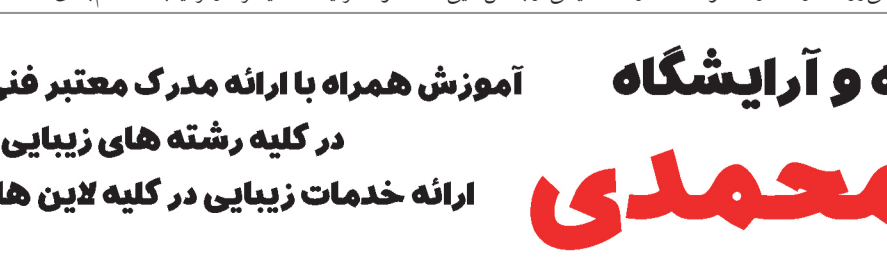 و آرایشگاه
محمدی
آموزش همراه با ارائه مدرک معتبر فنی
در کلیه رشته های زیبایی
ارائه خدمات زیبایی در کلیه لاین ها